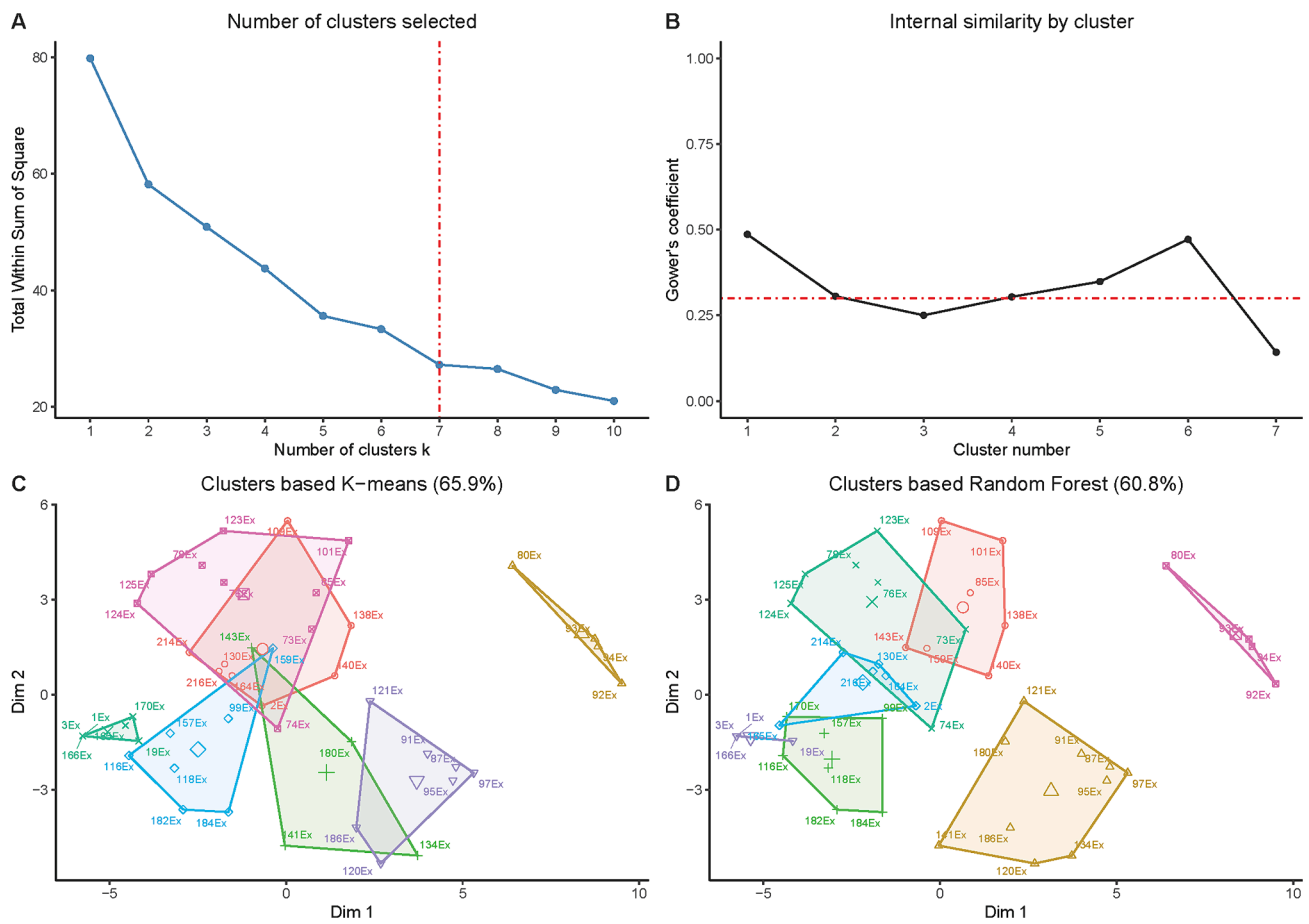 A
Number of clusters selected
Total Within Sum of Square
80
60
40
20
1 2 3 4 5 6 7 8 9 10
Number of clusters k
B
Internal similarity by cluster
Gower's coefficient
1.00
0.75
0.50
0.25
0.00
1 2 3 4 5 6 7
Cluster number
C
Clusters based K−means (65.9%)
Dim 2
6
3
0
−3
123Ex
109Ex
101Ex
79Ex
125Ex
85Ex
124Ex
138Ex
143Ex
73Ex
214Ex
130Ex
159Ex
216Ex
164Ex
140Ex
2Ex
99Ex
74Ex
170Ex
1Ex
3Ex
157Ex
166Ex
19Ex
116Ex
118Ex
182Ex
184Ex
180Ex
141Ex
134Ex
121Ex
91Ex
87Ex
97Ex
95Ex
186Ex
120Ex
80Ex
93Ex
94Ex
92Ex
−5 0 5 10
Dim 1
D
Clusters based Random Forest (60.8%)
Dim 2
6
3
0
−3
123Ex
109Ex
101Ex
79Ex
125Ex
85Ex
76Ex
124Ex
138Ex
143Ex
73Ex
214Ex
130Ex
159Ex
216Ex
164Ex
140Ex
2Ex
99Ex
74Ex
170Ex
1Ex
3Ex
157Ex
166Ex
19Ex
116Ex
118Ex
182Ex
184Ex
121Ex
180Ex
91Ex
87Ex
97Ex
95Ex
186Ex
141Ex
134Ex
120Ex
80Ex
93Ex
94Ex
92Ex
−5 0 5 10
Dim 1